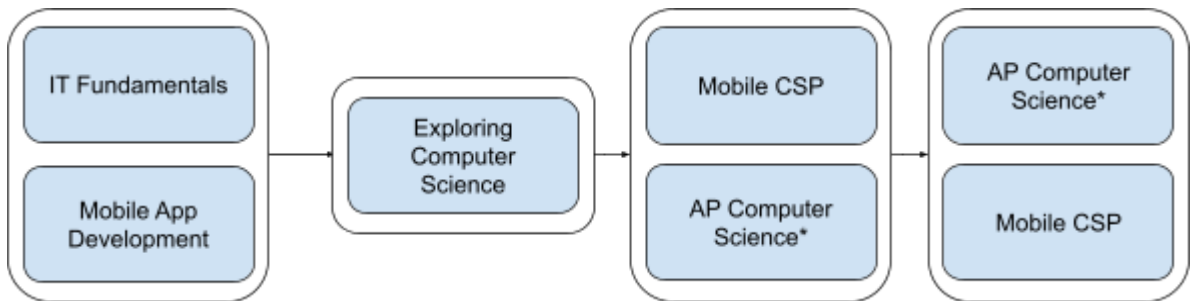 IT Fundamentals
Mobile App
Development
Exploring
Computer
Science
Mobile CSP
AP Computer
Science*
AP Computer
Science*
Mobile CSP